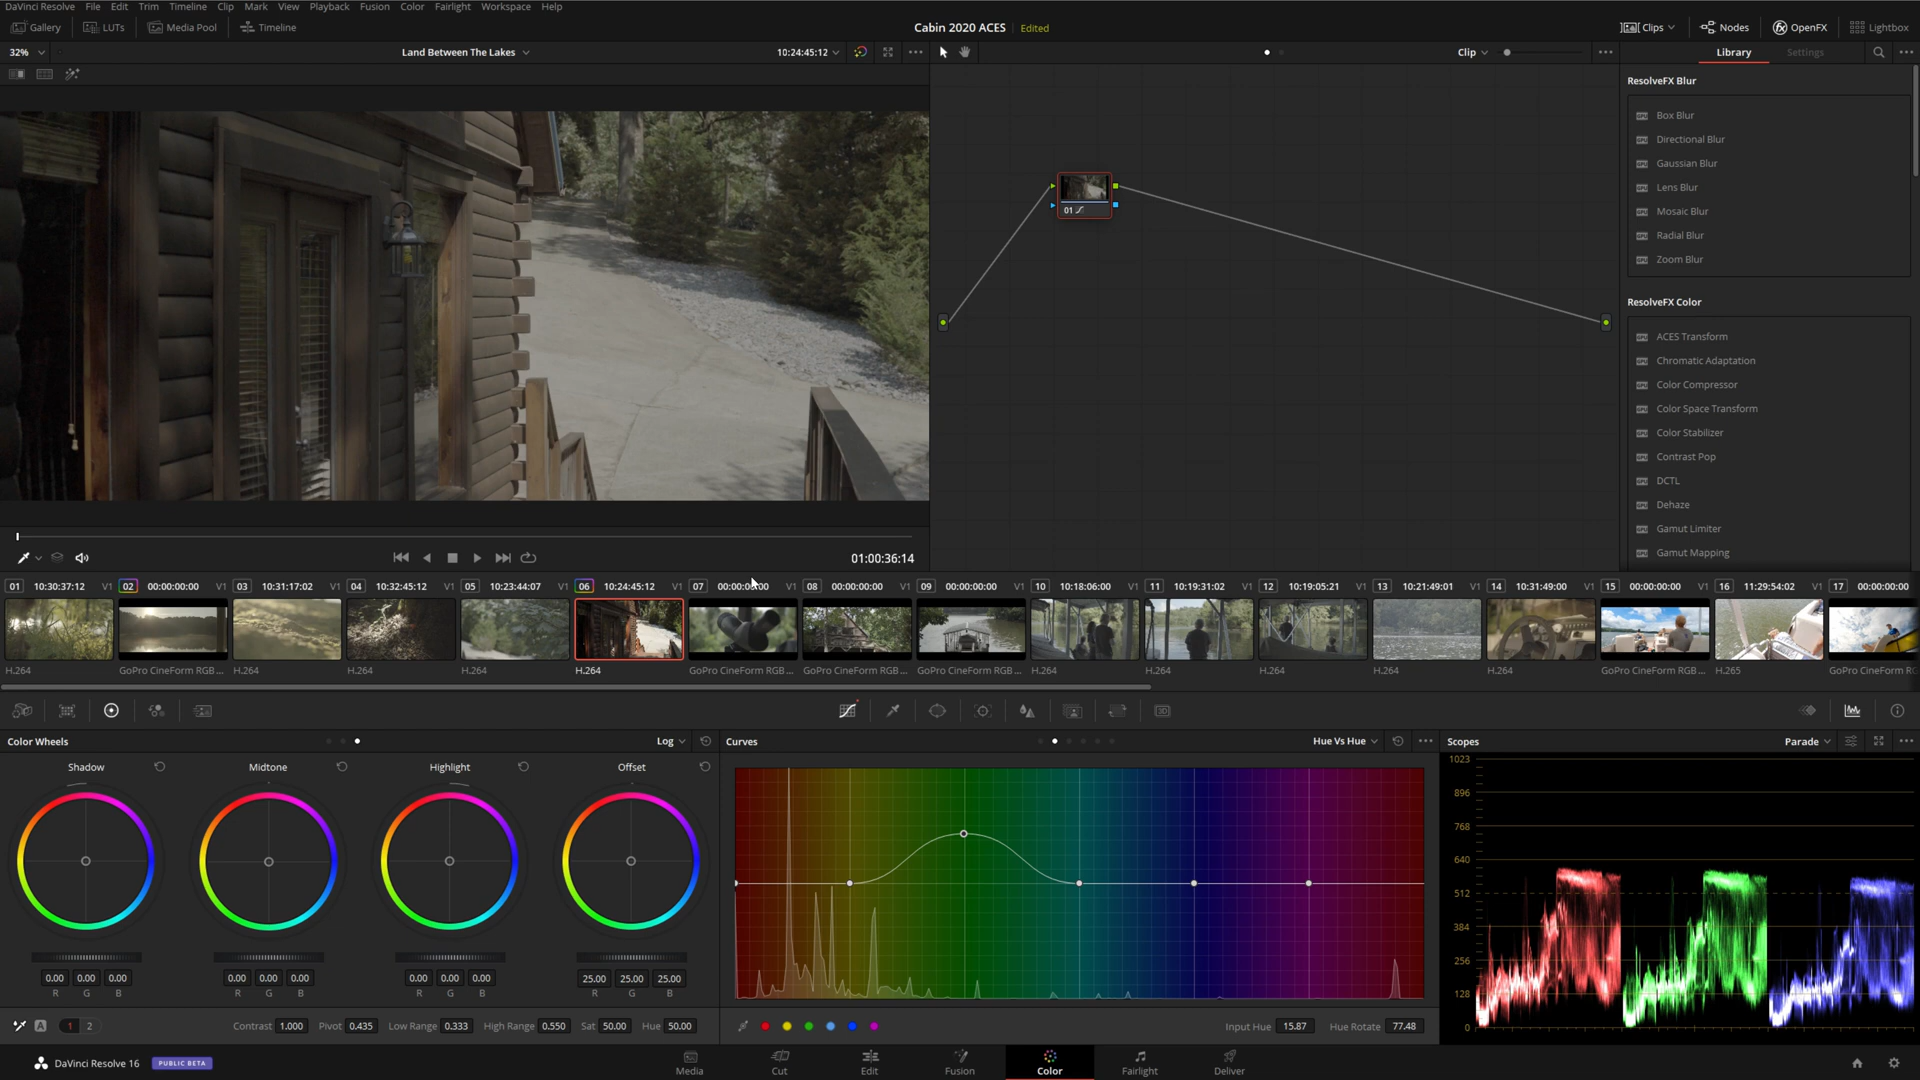 DaVinci Resolve File Edit Trim Timeline Clip Mark View Playback Fusion Color Fairlight Workspace Help
Gallery LUTs Media Pool Timeline Cabin 2020 ACES Edited Clips Nodes OpenFX Lightbox
32% Land Between The Lakes 10:24:45:12 Clip Library Settings
ResolveFX Blur
Box Blur
Directional Blur
Gaussian Blur
Lens Blur
Mosaic Blur
Radial Blur
Zoom Blur
ResolveFX Color
ACES Transform
Chromatic Adaptation
Color Compressor
Color Space Transform
Color Stabilizer
Contrast Pop
DCTL
Dehaze
Gamut Limiter
Gamut Mapping
01
01:00:36:14
01 10:30:37:12 V1 02 00:00:00:00 V1 03 10:31:17:02 V1 04 10:32:45:12 V1 05 10:23:44:07 V1 06 10:24:45:12 V1 07 00:00:00:00 V1 08 00:00:00:00 V1 09 00:00:00:00 V1 10 10:18:06:00 V1 11 10:19:31:02 V1 12 10:19:05:21 V1 13 10:21:49:01 V1 14 10:31:49:00 V1 15 00:00:00:00 V1 16 11:29:54:02 V1 17 00:00:00:00
H.264 GoPro CineForm RGB ... H.264 H.264 H.264 H.264 GoPro CineForm RGB ... GoPro CineForm RGB ... GoPro CineForm RGB ... H.264 H.264 H.264 H.264 H.264 GoPro CineForm RGB ... H.265 GoPro CineForm
Color Wheels Log Curves Hue Vs Hue Scopes Parade
Shadow Midtone Highlight Offset
1023
896
768
640
512
384
256
128
0
0.00 0.00 0.00 0.00 0.00 0.00 0.00 0.00 0.00 25.00 25.00 25.00
R G B R G B R G B R G B
A 1 2 Contrast 1.000 Pivot 0.435 Low Range 0.333 High Range 0.550 Sat 50.00 Hue 50.00 Input Hue 15.87 Hue Rotate 77.48
DaVinci Resolve 16 PUBLIC BETA Media Cut Edit Fusion Color Fairlight Deliver